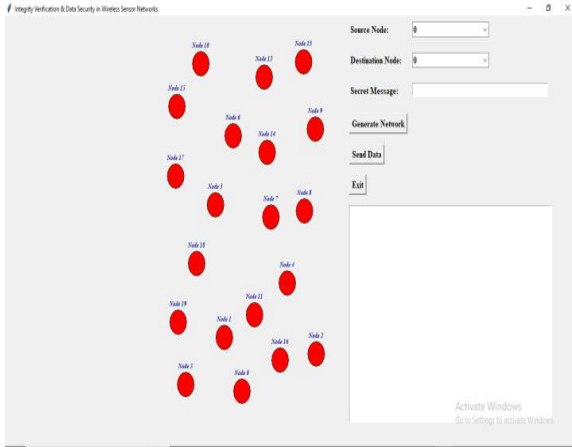 Integrity Verification & Data Security in Wireless Sensor Networks
Source Node:
0
Destination Node:
0
Secret Message:
Generate Network
Send Data
Exit
Node 10
Node 12
Node 13
Node 15
Node 6
Node 14
Node 9
Node 17
Node 3
Node 7
Node 8
Node 18
Node 4
Node 11
Node 19
Node 1
Node 16
Node 2
Node 5
Node 0
Activate Windows
Go to Settings to activate Windows.